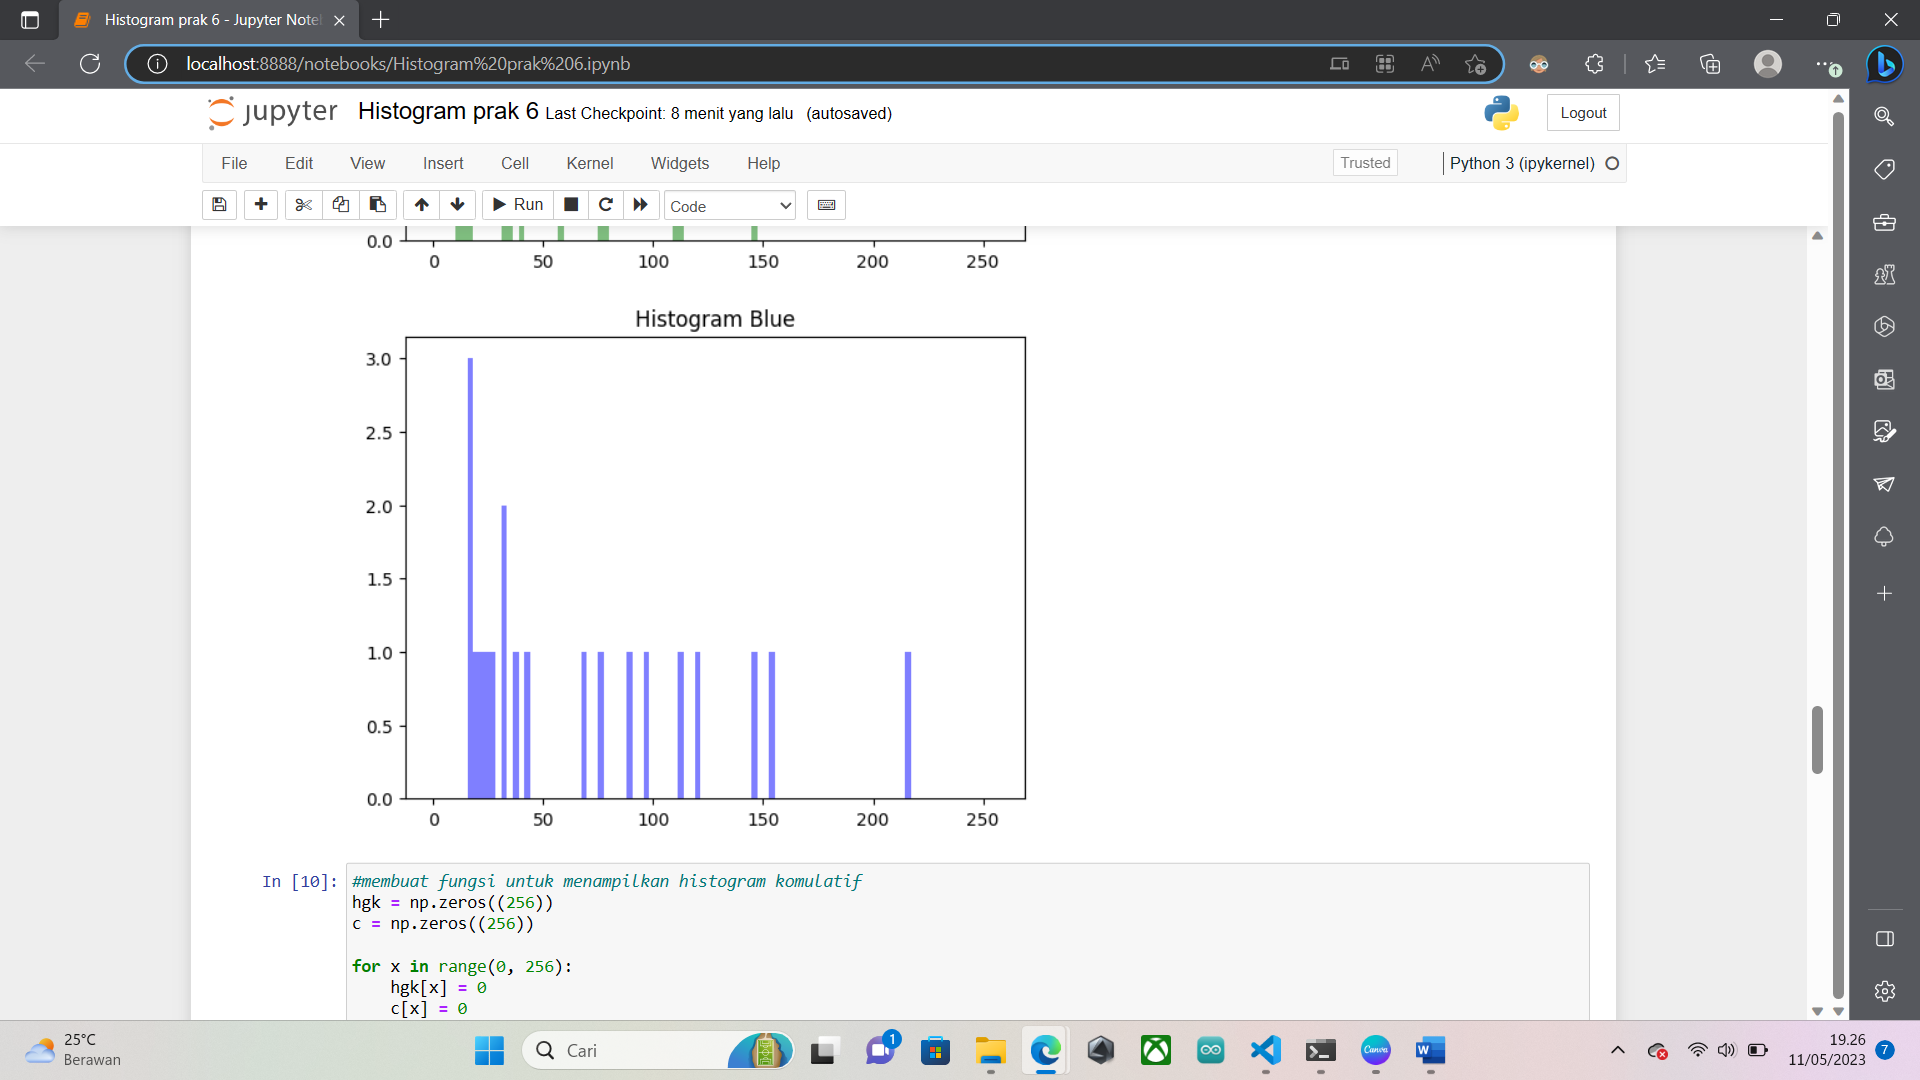 Histogram prak 6 - Jupyter Note
localhost:8888/notebooks/Histogram%20prak%206.ipynb
jupyter Histogram prak 6 Last Checkpoint: 8 menit yang lalu (autosaved)
Logout
File Edit View Insert Cell Kernel Widgets Help
Trusted
Python 3 (ipykernel)
Run
Code
0.0
0 50 100 150 200 250
Histogram Blue
3.0
2.5
2.0
1.5
1.0
0.5
0.0
0 50 100 150 200 250
In [10]: #membuat fungsi untuk menampilkan histogram komulatif
hgk = np.zeros((256))
c = np.zeros((256))
for x in range(0, 256):
hgk[x] = 0
c[x] = 0
25°C
Berawan
Cari
1
Canva
19.26
11/05/2023
7